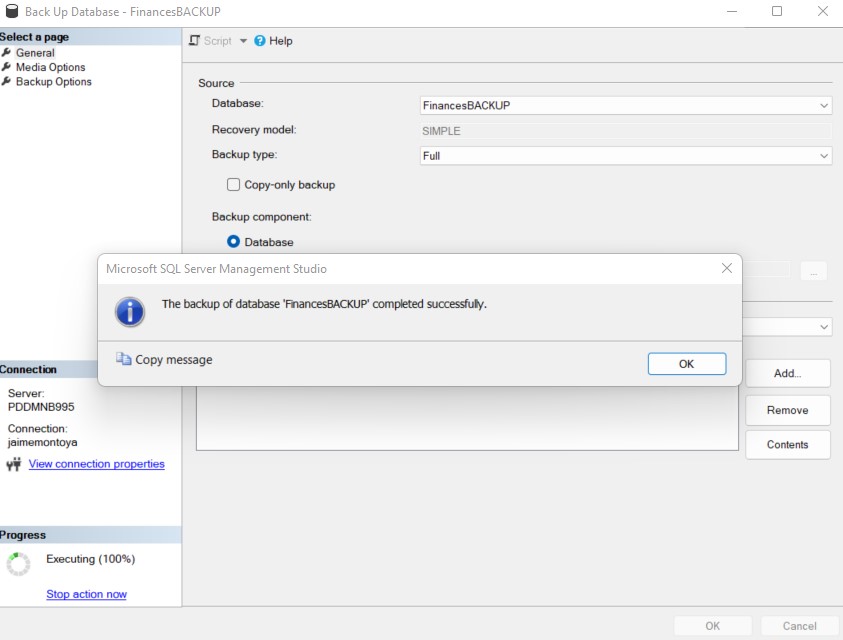 Back Up Database - FinancesBACKUP
Select a page
General
Media Options
Backup Options
Script
Help
Source
Database:
FinancesBACKUP
Recovery model:
SIMPLE
Backup type:
Full
Copy-only backup
Backup component:
Database
...
Microsoft SQL Server Management Studio
The backup of database 'FinancesBACKUP' completed successfully.
Copy message
OK
Add...
Remove
Contents
Connection
Server:
PDDMNB995
Connection:
jaimemontoya
View connection properties
Progress
Executing (100%)
Stop action now
OK
Cancel